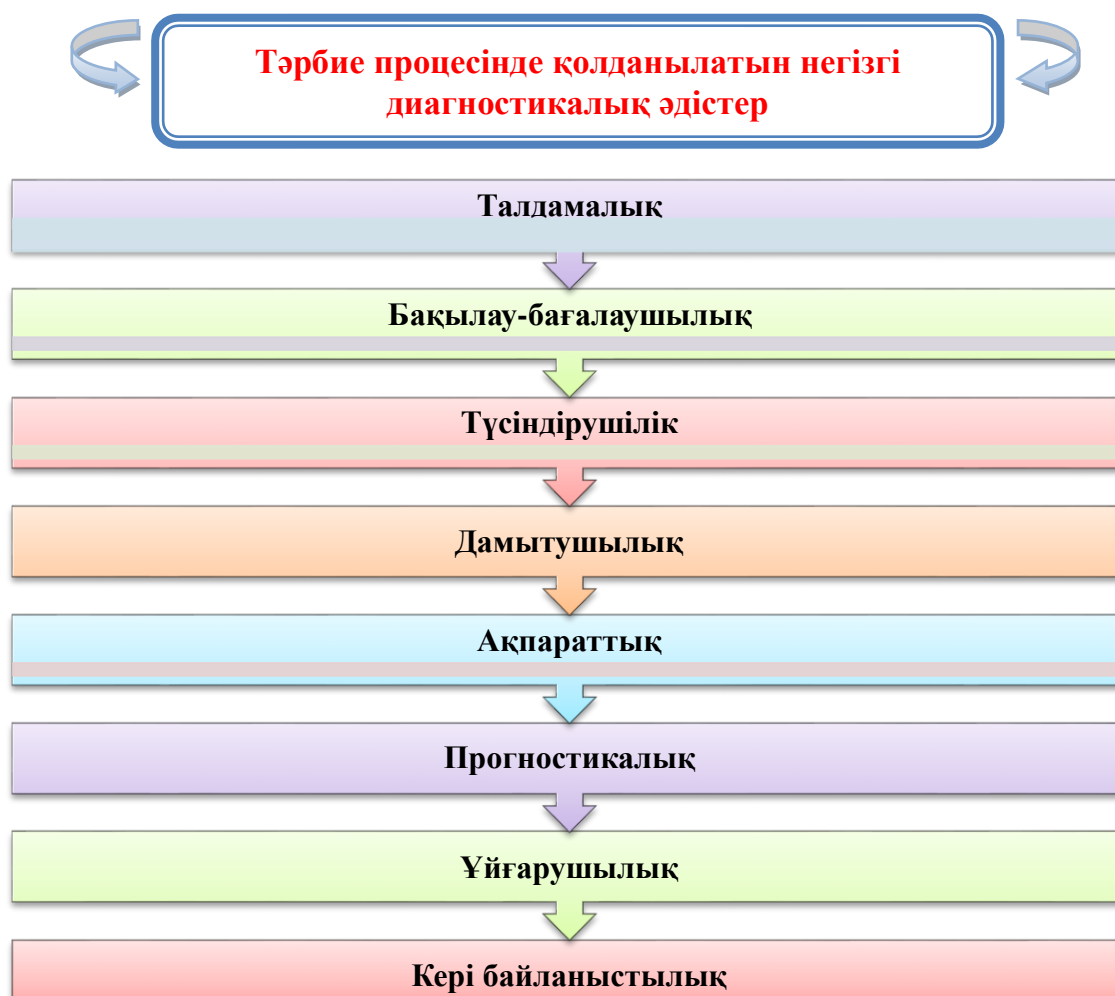 Тәрбие процесінде қолданылатын негізгі
диагностикалық әдістер
Талдамалық
Бақылау-бағалаушылық
Түсіндірушілік
Дамытушылық
Ақпараттық
Прогностикалық
Ұйғарушылық
Кері байланыстылық